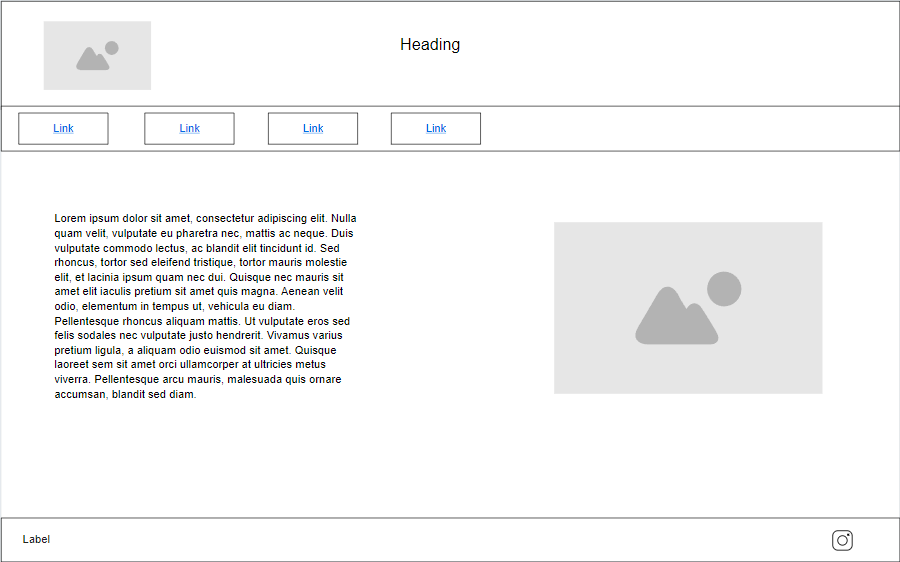 Heading
Link
Link
Link
Link
Lorem ipsum dolor sit amet, consectetur adipiscing elit. Nulla
quam velit, vulputate eu pharetra nec, mattis ac neque. Duis
vulputate commodo lectus, ac blandit elit tincidunt id. Sed
rhoncus, tortor sed eleifend tristique, tortor mauris molestie
elit, et lacinia ipsum quam nec dui. Quisque nec mauris sit
amet elit iaculis pretium sit amet quis magna. Aenean velit
odio, elementum in tempus ut, vehicula eu diam.
Pellentesque rhoncus aliquam mattis. Ut vulputate eros sed
felis sodales nec vulputate justo hendrerit. Vivamus varius
pretium ligula, a aliquam odio euismod sit amet. Quisque
laoreet sem sit amet orci ullamcorper at ultricies metus
viverra. Pellentesque arcu mauris, malesuada quis ornare
accumsan, blandit sed diam.
Label